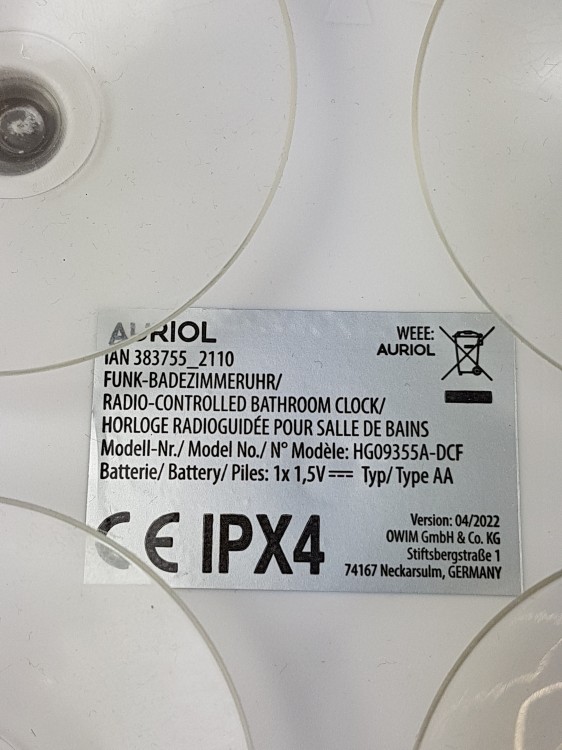 AURIOL
IAN 383755_2110
FUNK-BADEZIMMERUHR/
RADIO-CONTROLLED BATHROOM CLOCK/
HORLOGE RADIOGUIDÉE POUR SALLE DE BAINS
Modell-Nr./ Model No./ N° Modèle: HG09355A-DCF
Batterie/ Battery/ Piles: 1x 1,5V⎓ Typ/ Type AA
WEEE:
AURIOL
CE IPX4
Version: 04/2022
OWIM GmbH & Co. KG
Stiftsbergstraße 1
74167 Neckarsulm, GERMANY